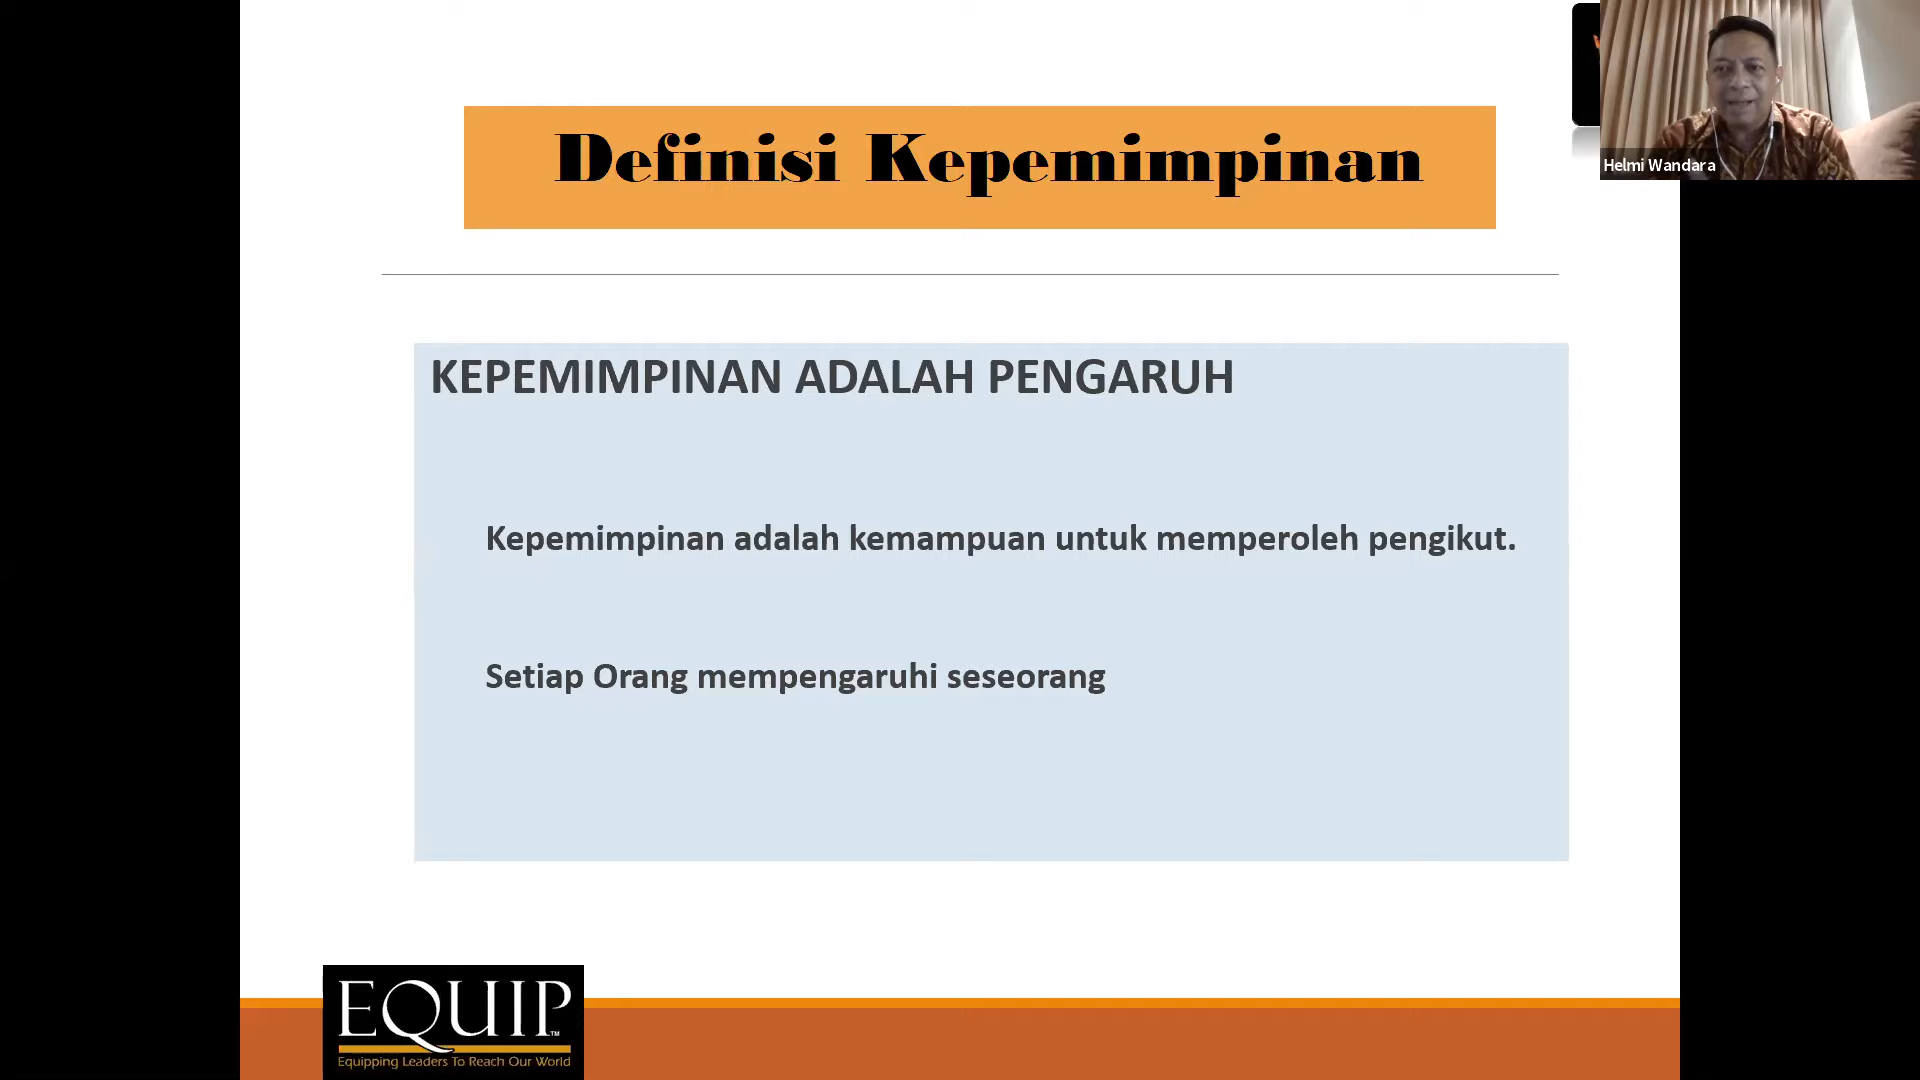 Definisi Kepemimpinan
Helmi Wandara
KEPEMIMPINAN ADALAH PENGARUH
Kepemimpinan adalah kemampuan untuk memperoleh pengikut.
Setiap Orang mempengaruhi seseorang
EQUIP™
Equipping Leaders To Reach Our World